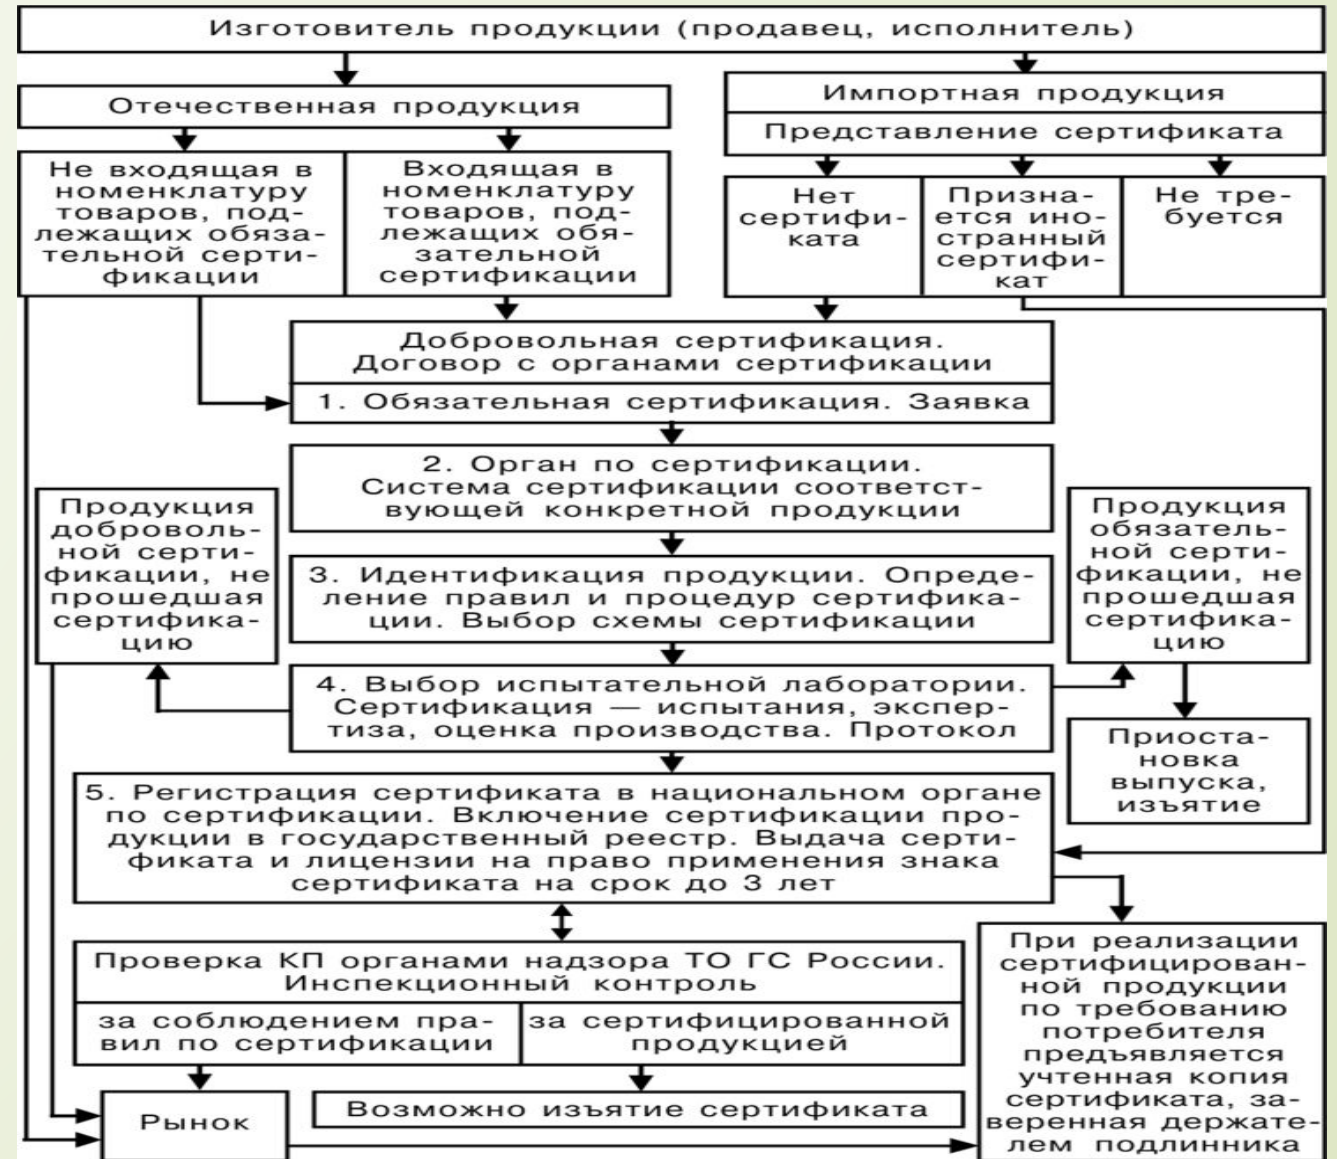 Изготовитель продукции (продавец, исполнитель)
Отечественная продукция
Импортная продукция
Представление сертификата
Не входящая в
номенклатуру
товаров, под-
лежащих обяза-
тельной серти-
фикации
Входящая в
номенклатуру
товаров, под-
лежащих обя-
зательной
сертификации
Нет
сертифи-
ката
Призна-
ется ино-
странный
сертифи-
кат
Не тре-
буется
Добровольная сертификация.
Договор с органами сертификации
1. Обязательная сертификация. Заявка
2. Орган по сертификации.
Система сертификации соответст-
вующей конкретной продукции
Продукция
доброволь-
ной серти-
фикации, не
прошедшая
сертифика-
цию
Продукция
обязатель-
ной серти-
фикации, не
прошедшая
сертифика-
цию
3. Идентификация продукции. Опреде-
ление правил и процедур сертифика-
ции. Выбор схемы сертификации
4. Выбор испытательной лаборатории.
Сертификация — испытания, экспер-
тиза, оценка производства. Протокол
Приоста-
новка
выпуска,
изъятие
5. Регистрация сертификата в национальном органе
по сертификации. Включение сертификации про-
дукции в государственный реестр. Выдача серти-
фиката и лицензии на право применения знака
сертификата на срок до 3 лет
Проверка КП органами надзора ТО ГС России.
Инспекционный контроль
за соблюдением пра-
вил по сертификации
за сертифицированной
продукцией
При реализации
сертифицирован-
ной продукции
по требованию
потребителя
предъявляется
учтенная копия
сертификата, за-
веренная держате-
лем подлинника
Рынок
Возможно изъятие сертификата